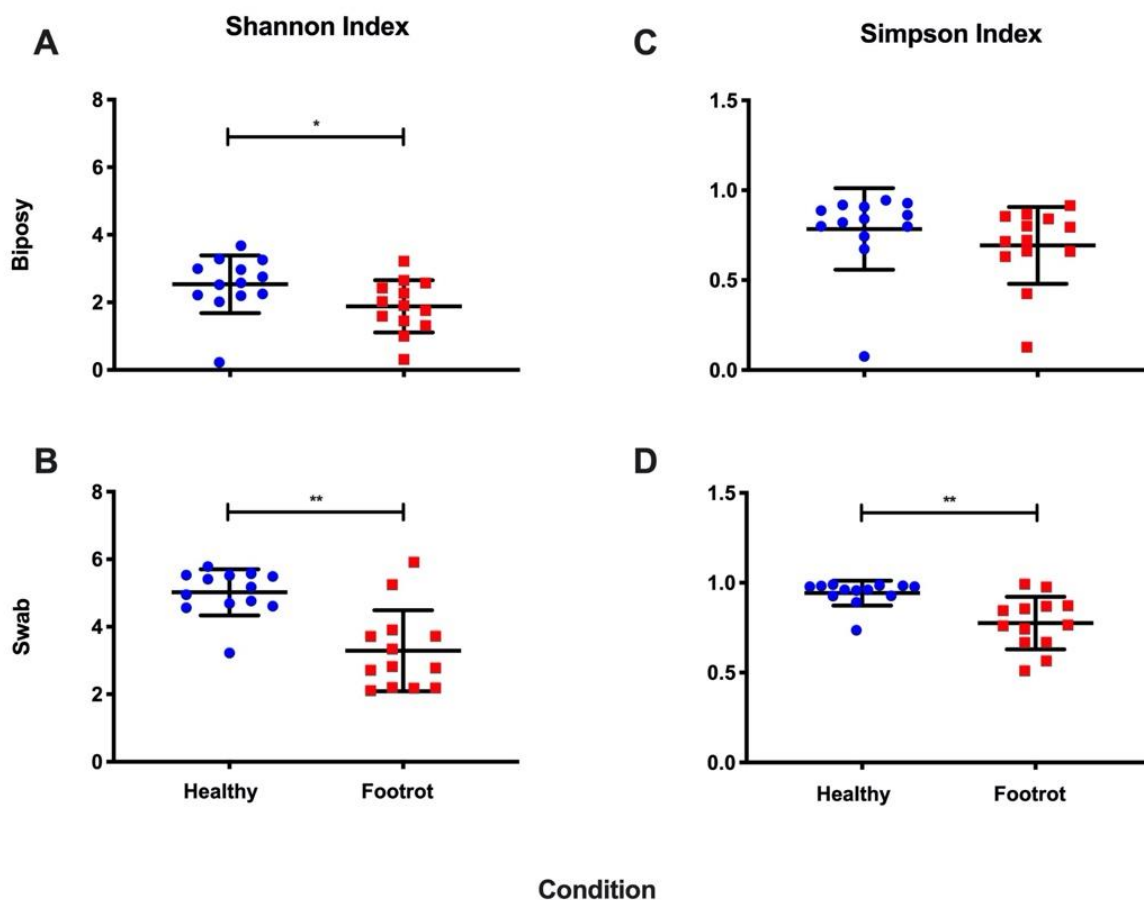 Shannon Index
Simpson Index
A
C
8
6
4
2
0
*
Biposy
1.5
1.0
0.5
0.0
B
D
8
6
4
2
0
**
Swab
Healthy
Footrot
1.5
1.0
0.5
0.0
**
Healthy
Footrot
Condition